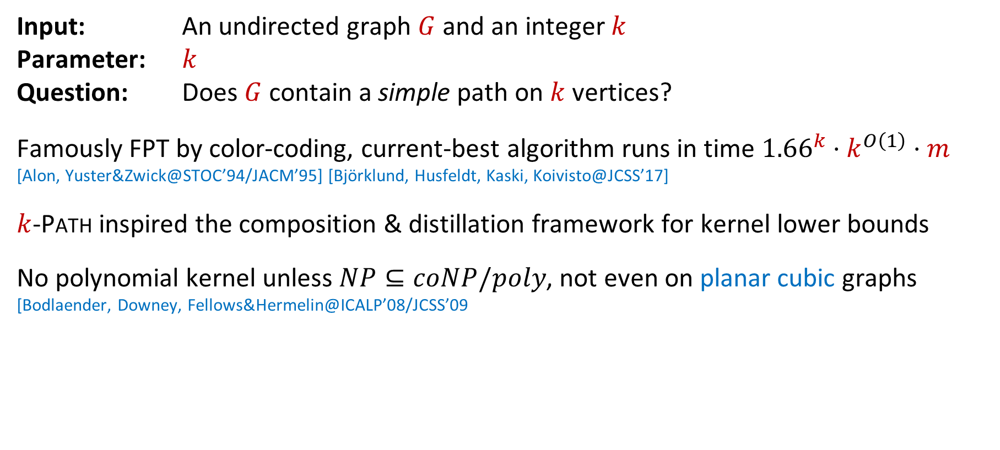 Input: An undirected graph G and an integer k
Parameter: k
Question: Does G contain a simple path on k vertices?
Famously FPT by color-coding, current-best algorithm runs in time 1.66^k · k^{O(1)} · m
[Alon, Yuster&Zwick@STOC’94/JACM’95] [Björklund, Husfeldt, Kaski, Koivisto@JCSS’17]
k-PATH inspired the composition & distillation framework for kernel lower bounds
No polynomial kernel unless NP ⊆ coNP/poly, not even on planar cubic graphs
[Bodlaender, Downey, Fellows&Hermelin@ICALP’08/JCSS’09